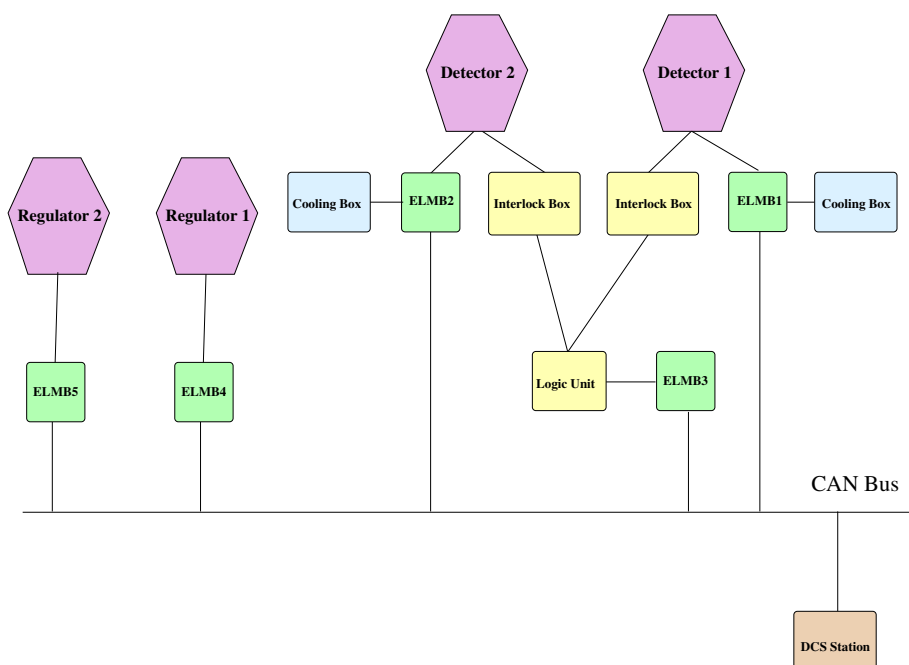 Detector 2
Detector 1
Cooling Box
ELMB2
Interlock Box
Interlock Box
ELMB1
Cooling Box
Regulator 2
Regulator 1
Logic Unit
ELMB3
ELMB5
ELMB4
CAN Bus
DCS Station